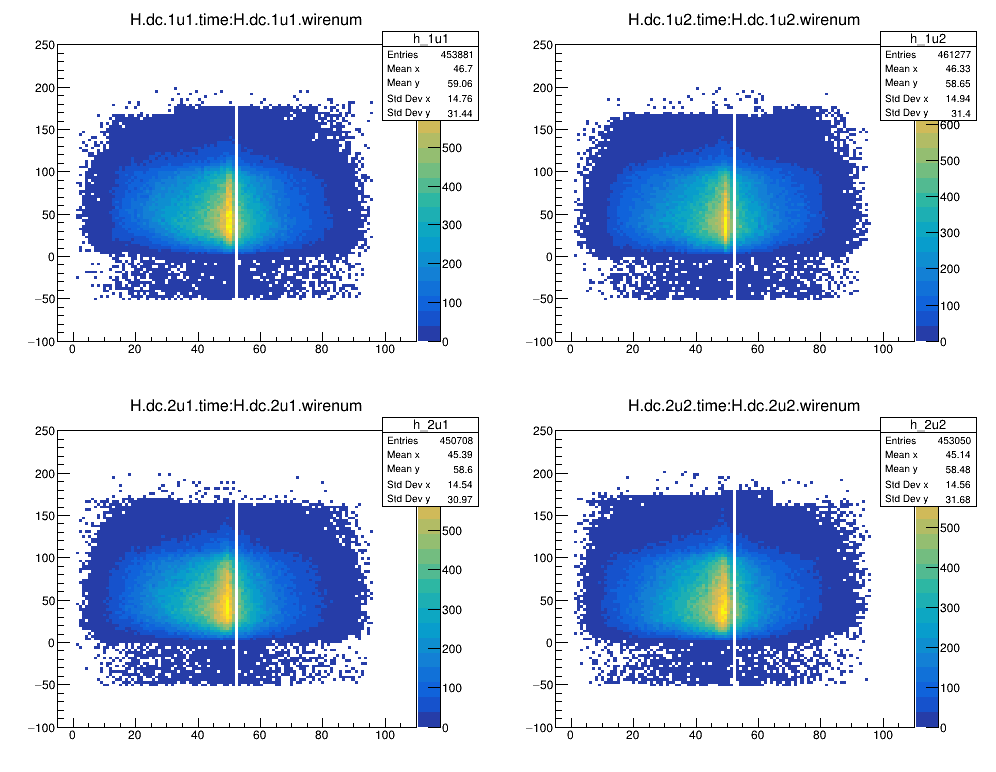 H.dc.1u1.time:H.dc.1u1.wirenum
h_1u1
Entries 453881
Mean x 46.7
Mean y 59.06
Std Dev x 14.76
Std Dev y 31.44
250
200
150
100
50
0
−50
−100
0 20 40 60 80 100
500
400
300
200
100
0
H.dc.1u2.time:H.dc.1u2.wirenum
h_1u2
Entries 461277
Mean x 46.33
Mean y 58.65
Std Dev x 14.94
Std Dev y 31.4
250
200
150
100
50
0
−50
−100
0 20 40 60 80 100
600
500
400
300
200
100
0
H.dc.2u1.time:H.dc.2u1.wirenum
h_2u1
Entries 450708
Mean x 45.39
Mean y 58.6
Std Dev x 14.54
Std Dev y 30.97
250
200
150
100
50
0
−50
−100
0 20 40 60 80 100
500
400
300
200
100
0
H.dc.2u2.time:H.dc.2u2.wirenum
h_2u2
Entries 453050
Mean x 45.14
Mean y 58.48
Std Dev x 14.56
Std Dev y 31.68
250
200
150
100
50
0
−50
−100
0 20 40 60 80 100
500
400
300
200
100
0